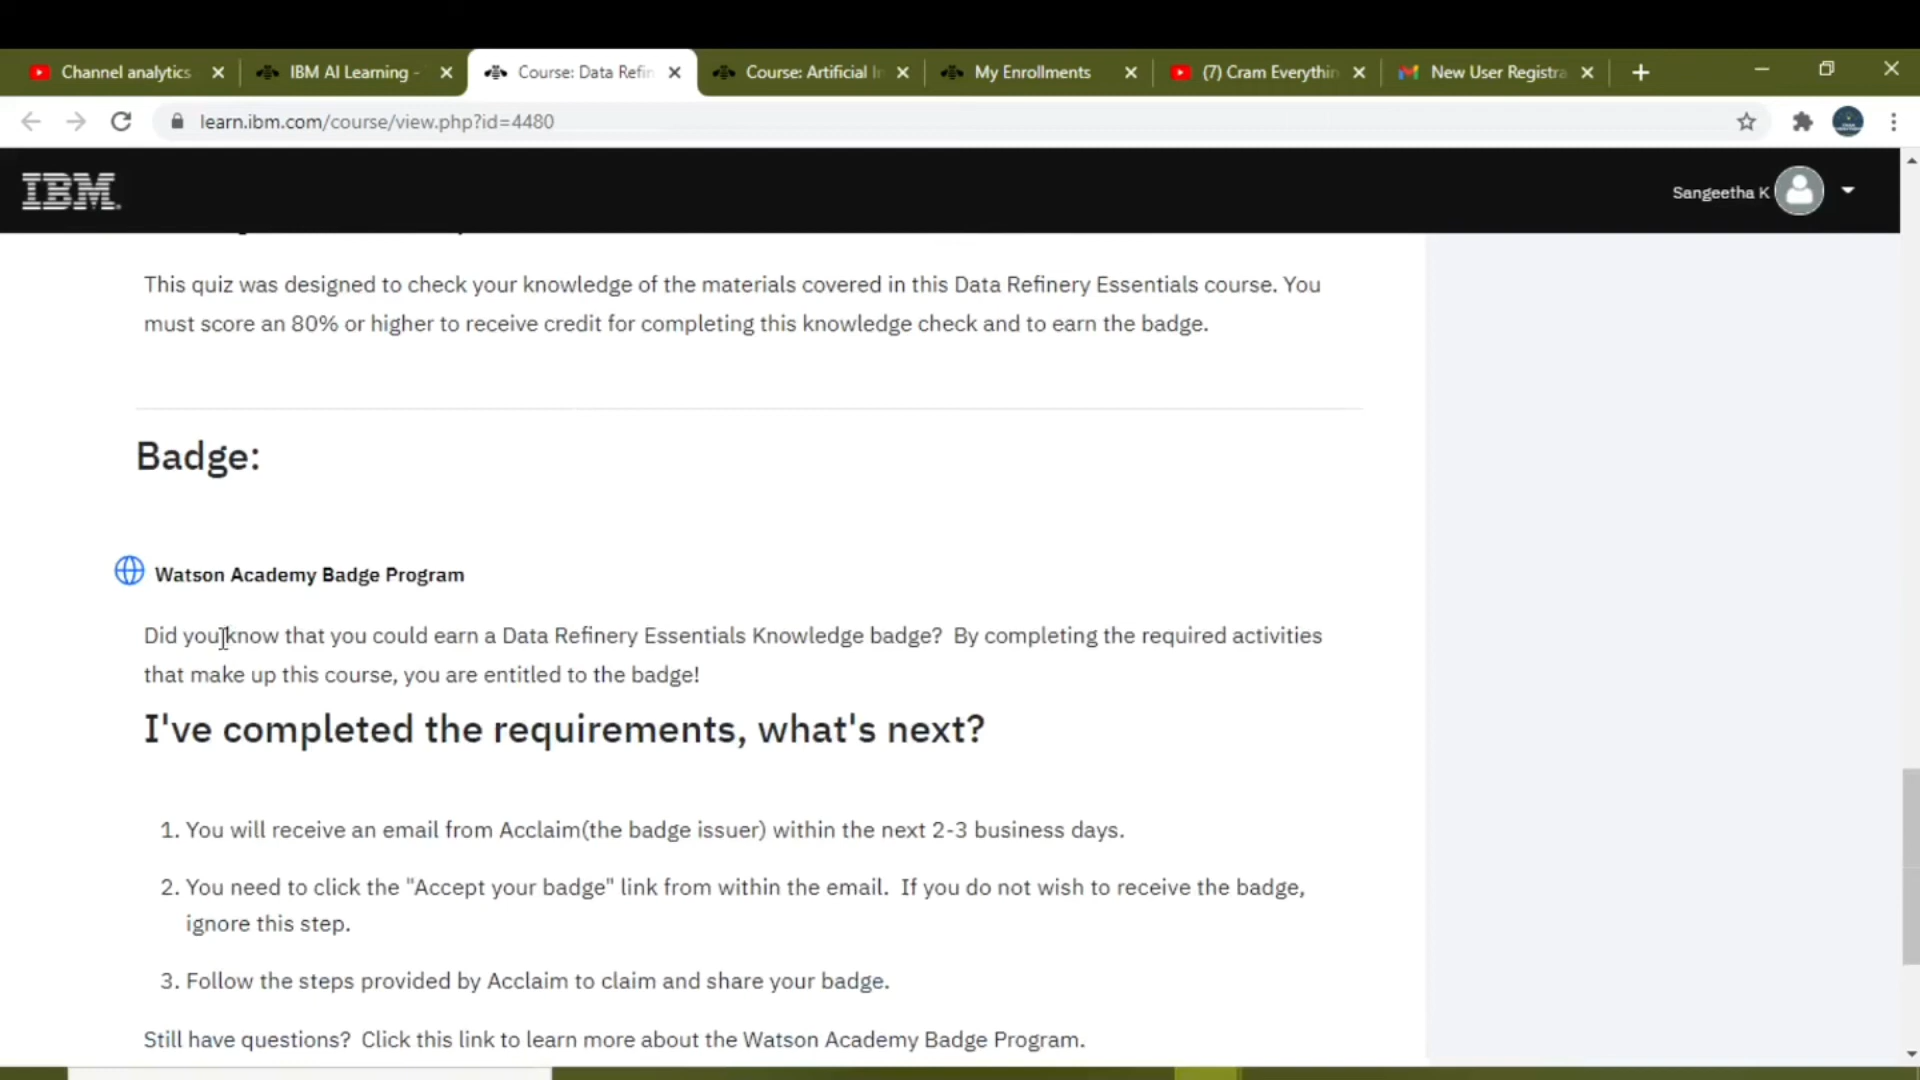 Channel analytics
IBM AI Learning -
Course: Data Refin
Course: Artificial In
My Enrollments
(7) Cram Everythin
New User Registra
learn.ibm.com/course/view.php?id=4480
IBM
Sangeetha K
This quiz was designed to check your knowledge of the materials covered in this Data Refinery Essentials course. You
must score an 80% or higher to receive credit for completing this knowledge check and to earn the badge.
Badge:
Watson Academy Badge Program
Did you know that you could earn a Data Refinery Essentials Knowledge badge? By completing the required activities
that make up this course, you are entitled to the badge!
I've completed the requirements, what's next?
1. You will receive an email from Acclaim(the badge issuer) within the next 2-3 business days.
2. You need to click the "Accept your badge" link from within the email. If you do not wish to receive the badge,
ignore this step.
3. Follow the steps provided by Acclaim to claim and share your badge.
Still have questions? Click this link to learn more about the Watson Academy Badge Program.